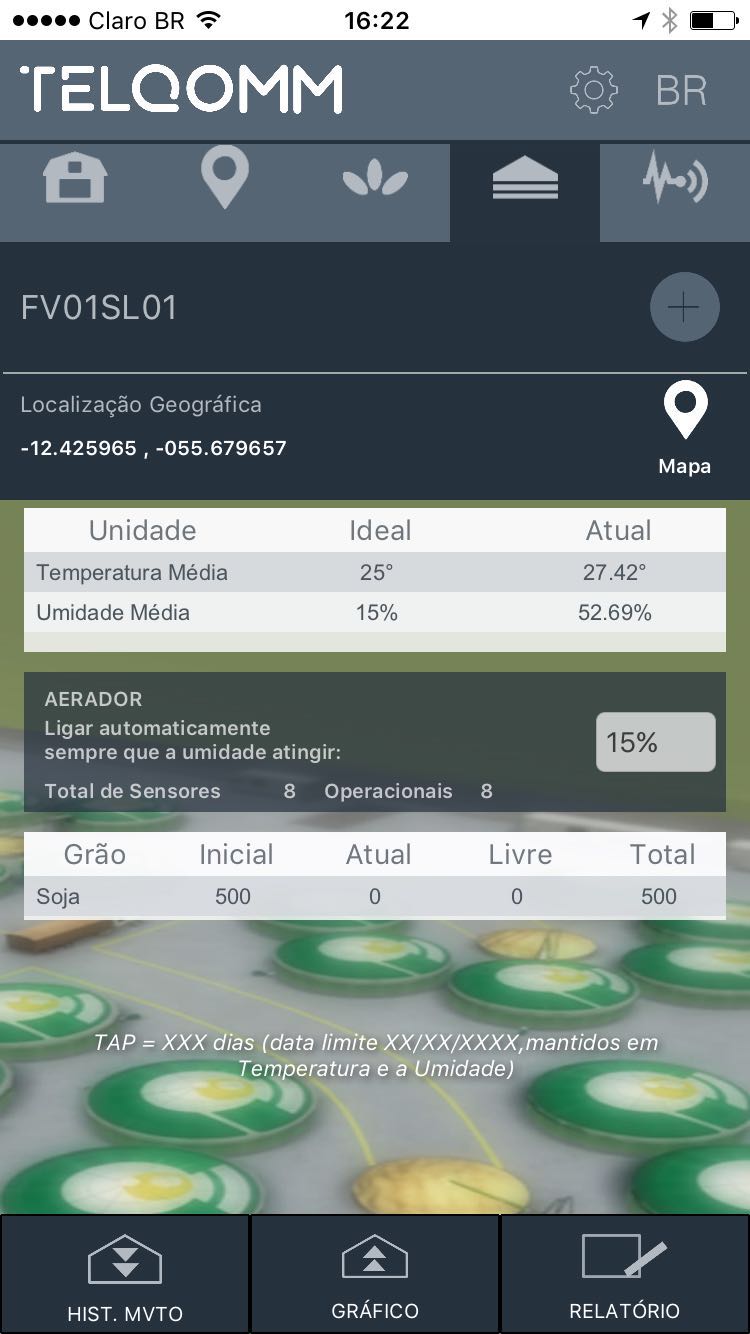 Claro BR 16:22
TELQOMM BR
FV01SL01
Localização Geográfica
-12.425965 , -055.679657
Mapa
Unidade Ideal Atual
Temperatura Média 25° 27.42°
Umidade Média 15% 52.69%
AERADOR
Ligar automaticamente
sempre que a umidade atingir:
15%
Total de Sensores 8 Operacionais 8
Grão Inicial Atual Livre Total
Soja 500 0 0 500
TAP = XXX dias (data limite XX/XX/XXXX,mantidos em
Temperatura e a Umidade)
HIST. MVTO GRÁFICO RELATÓRIO